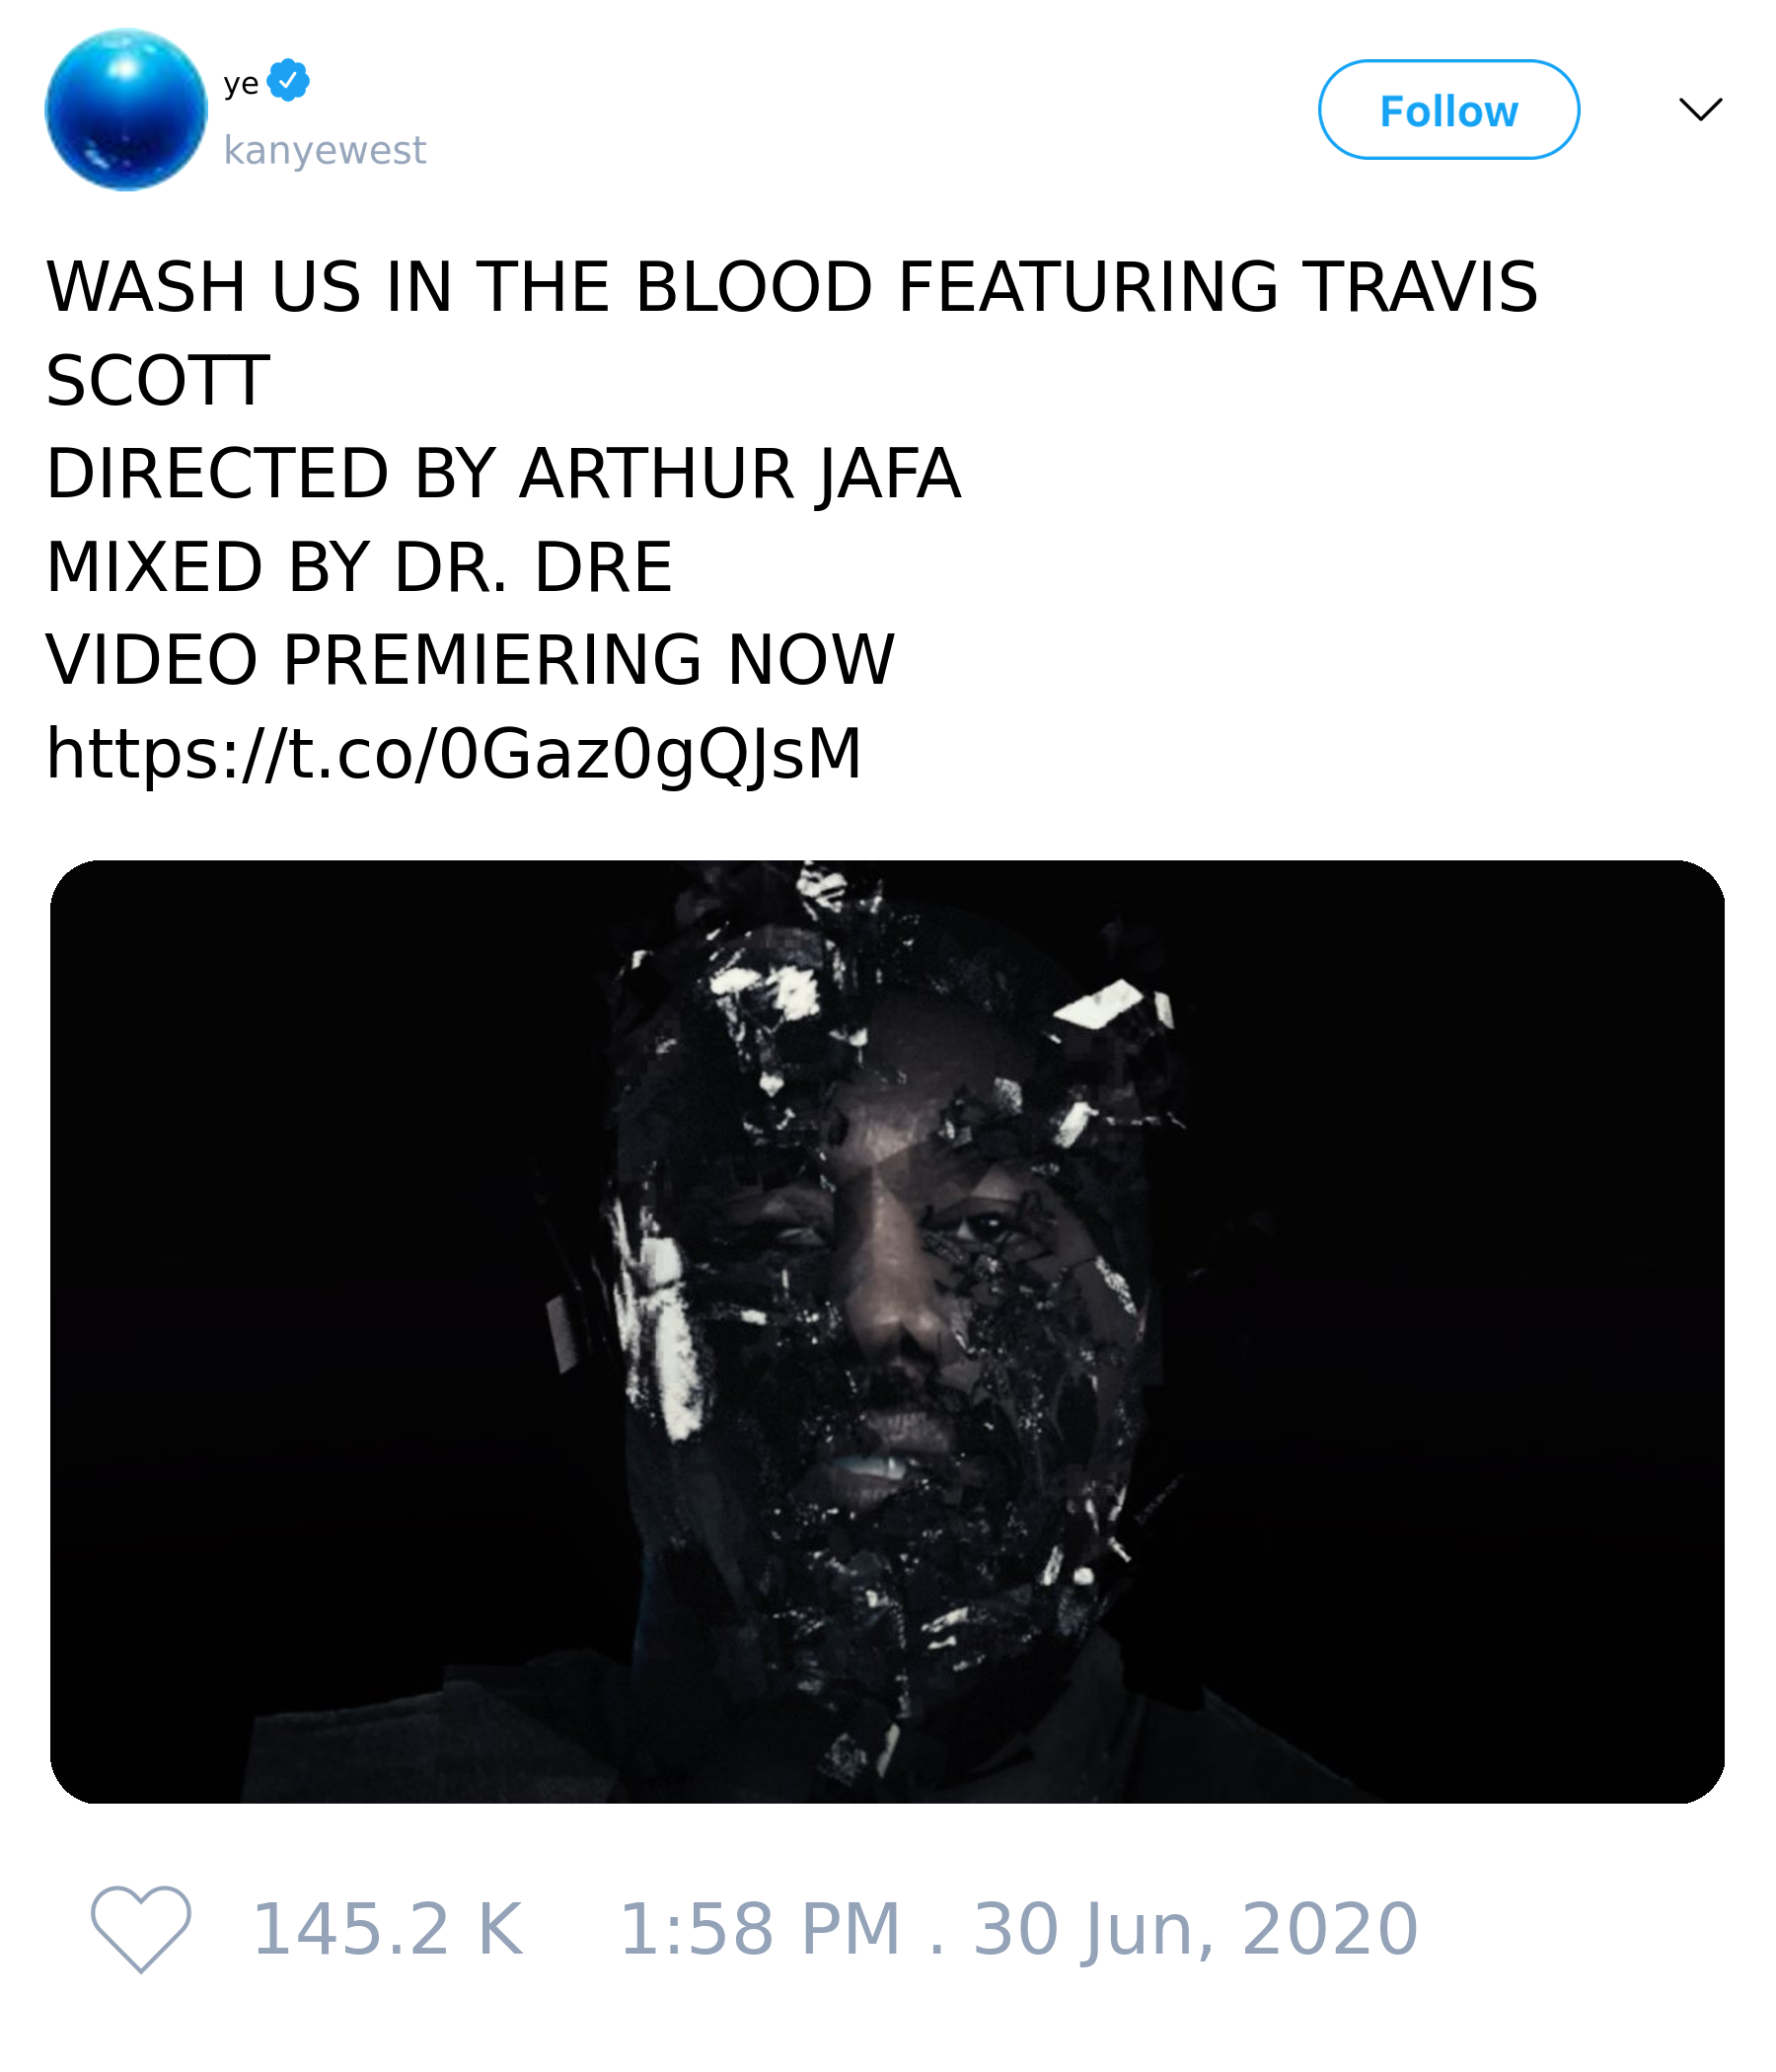 ye
kanyewest
Follow
WASH US IN THE BLOOD FEATURING TRAVIS
SCOTT
DIRECTED BY ARTHUR JAFA
MIXED BY DR. DRE
VIDEO PREMIERING NOW
https://t.co/0Gaz0gQJsM
145.2 K 1:58 PM . 30 Jun, 2020